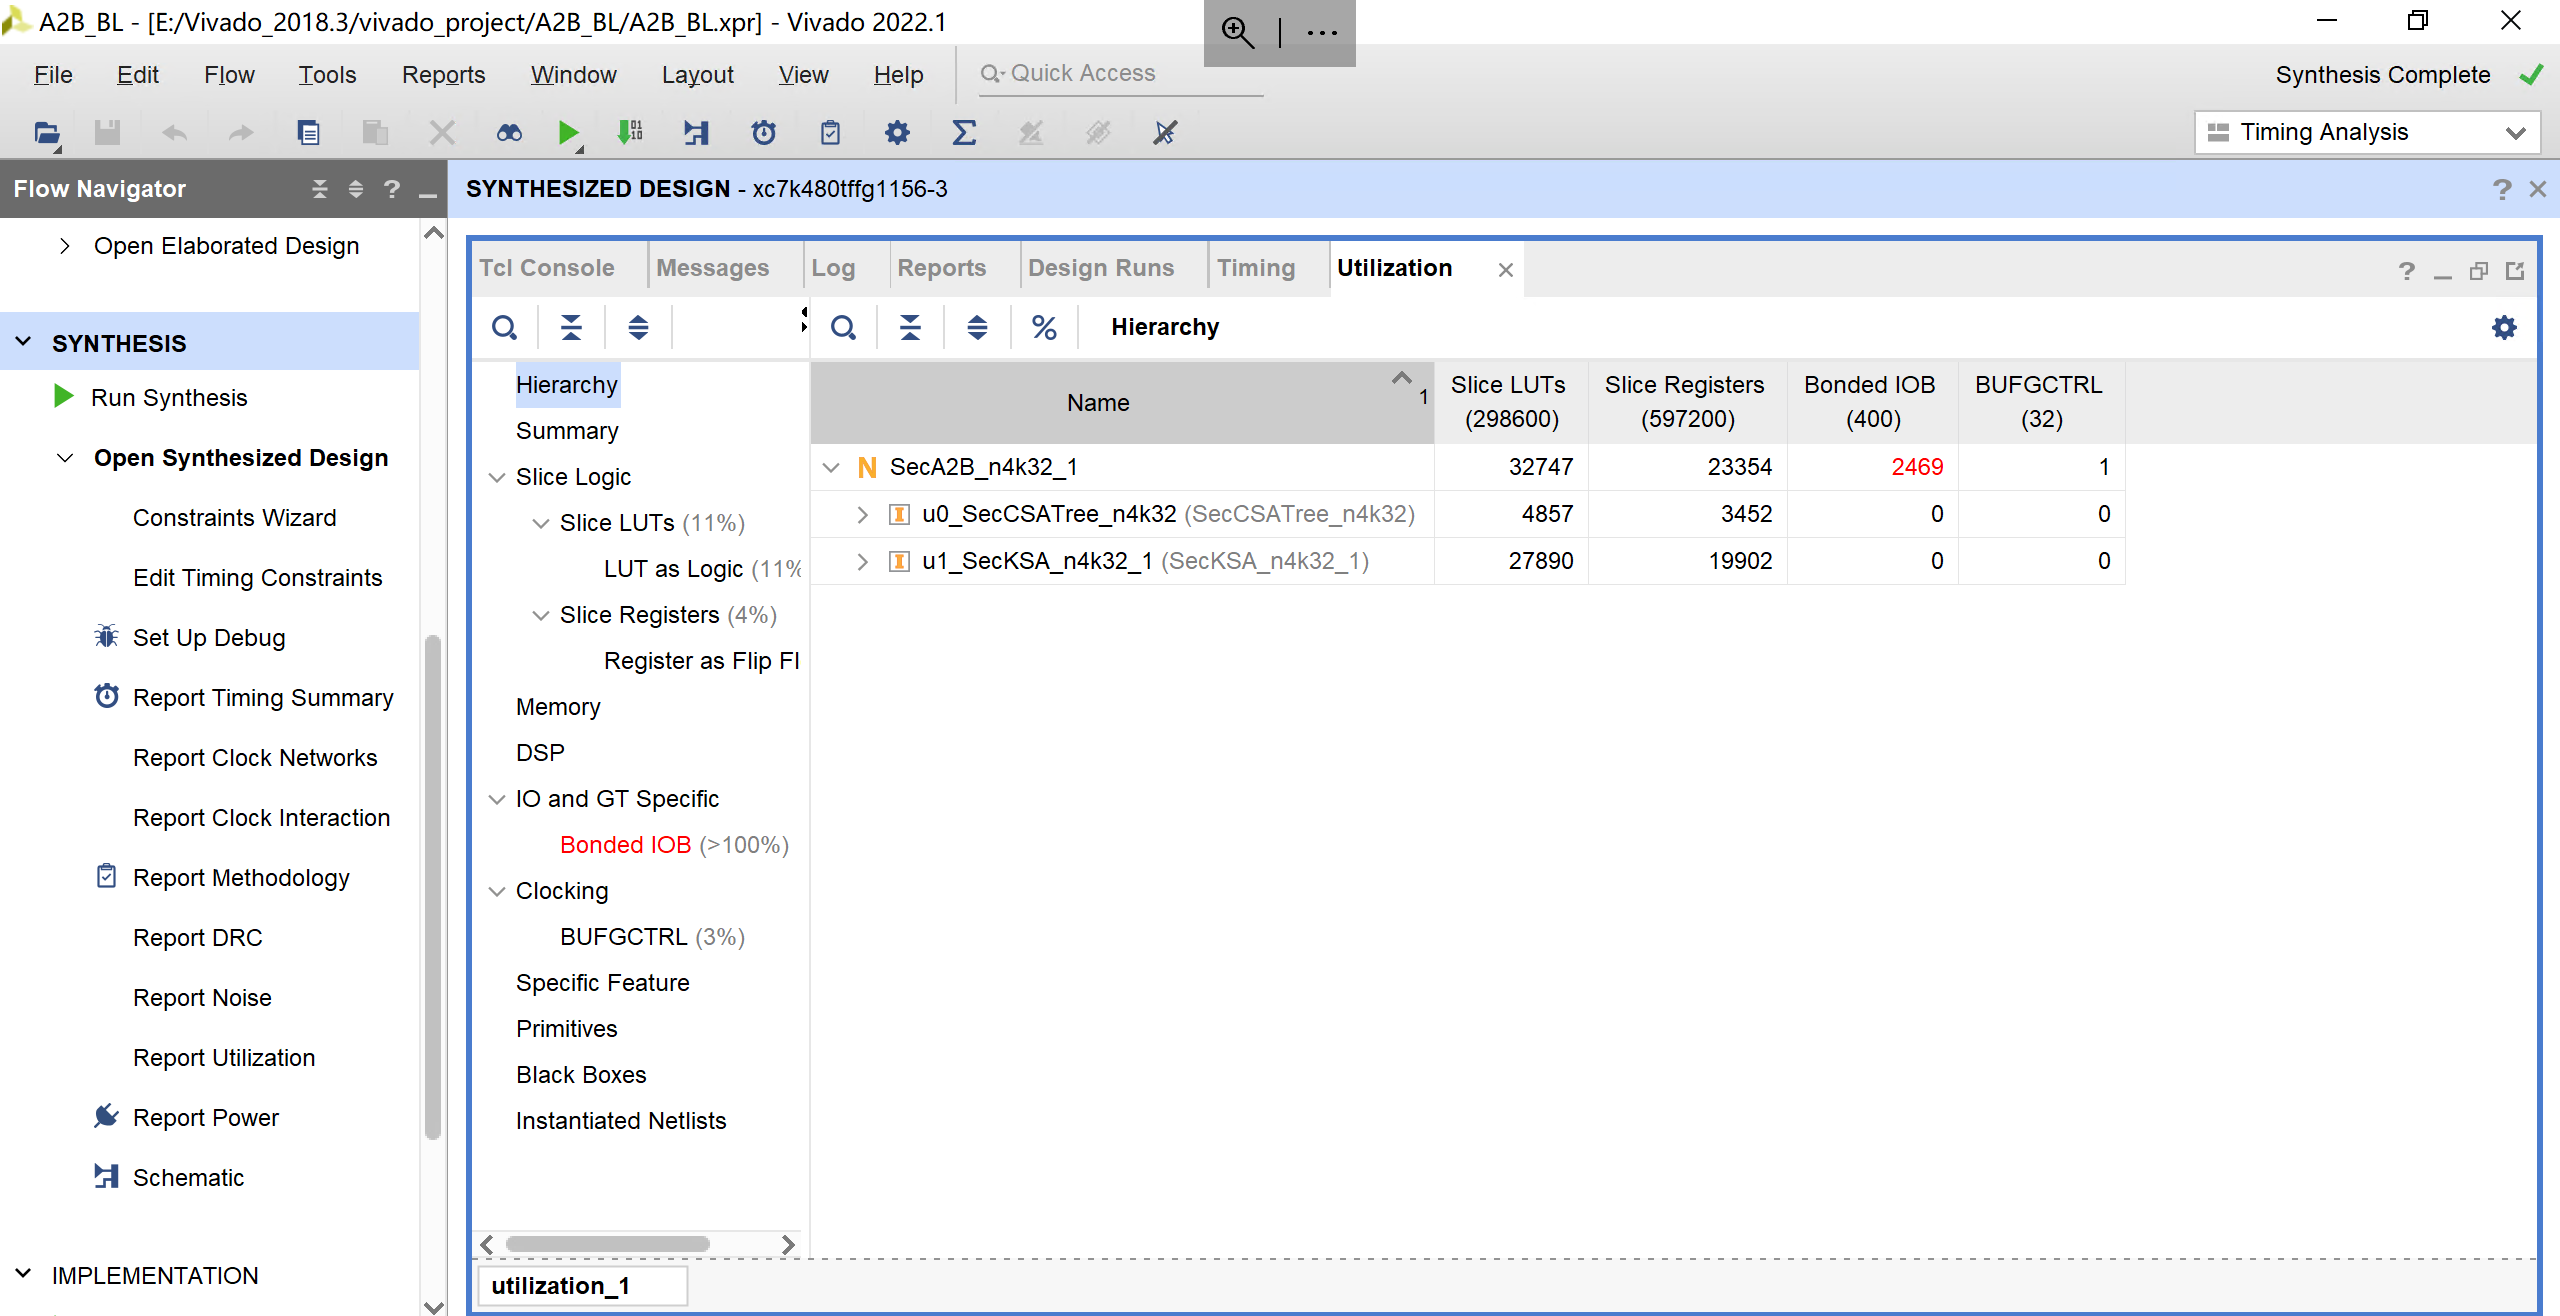 A2B_BL - [E:/Vivado_2018.3/vivado_project/A2B_BL/A2B_BL.xpr] - Vivado 2022.1
File Edit Flow Tools Reports Window Layout View Help Quick Access
Synthesis Complete
Timing Analysis
Flow Navigator
SYNTHESIZED DESIGN - xc7k480tffg1156-3
Open Elaborated Design
SYNTHESIS
Run Synthesis
Open Synthesized Design
Constraints Wizard
Edit Timing Constraints
Set Up Debug
Report Timing Summary
Report Clock Networks
Report Clock Interaction
Report Methodology
Report DRC
Report Noise
Report Utilization
Report Power
Schematic
IMPLEMENTATION
Tcl Console Messages Log Reports Design Runs Timing Utilization
Hierarchy
Hierarchy
Summary
Slice Logic
Slice LUTs (11%)
LUT as Logic (11%
Slice Registers (4%)
Register as Flip Fl
Memory
DSP
IO and GT Specific
Bonded IOB (>100%)
Clocking
BUFGCTRL (3%)
Specific Feature
Primitives
Black Boxes
Instantiated Netlists
Name 1 Slice LUTs (298600) Slice Registers (597200) Bonded IOB (400) BUFGCTRL (32)
N SecA2B_n4k32_1 32747 23354 2469 1
I u0_SecCSATree_n4k32 (SecCSATree_n4k32) 4857 3452 0 0
I u1_SecKSA_n4k32_1 (SecKSA_n4k32_1) 27890 19902 0 0
utilization_1